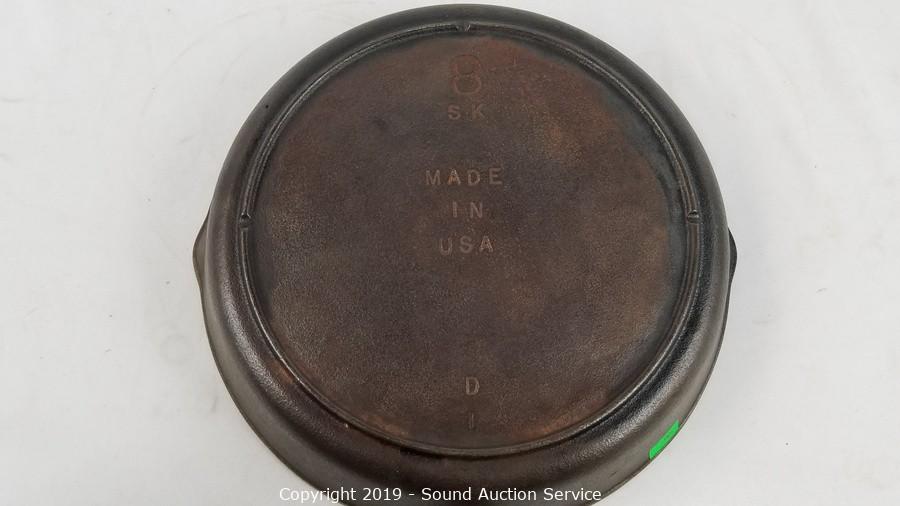 8
SK
MADE
IN
USA
D
I
Copyright 2019 - Sound Auction Service